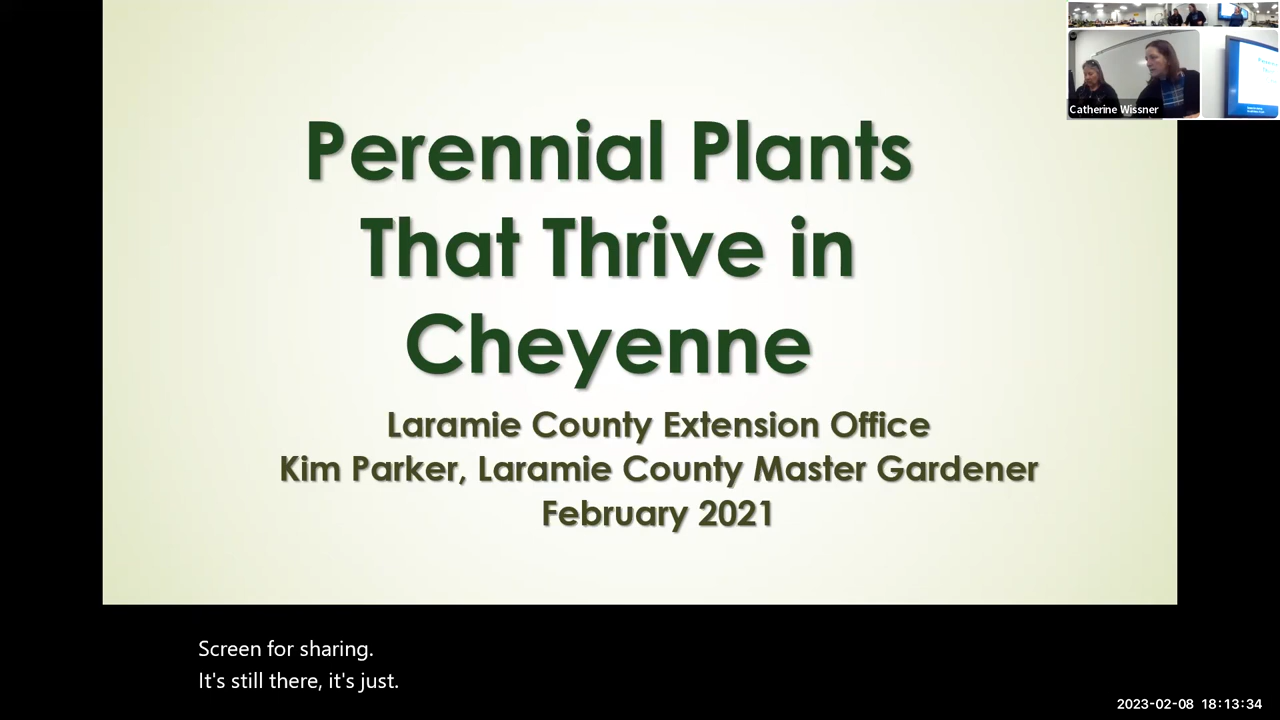 Perennial Plants
That Thrive in
Cheyenne
Laramie County Extension Office
Kim Parker, Laramie County Master Gardener
February 2021
Catherine Wissner
Screen for sharing.
It's still there, it's just.
2023-02-08 18:13:34